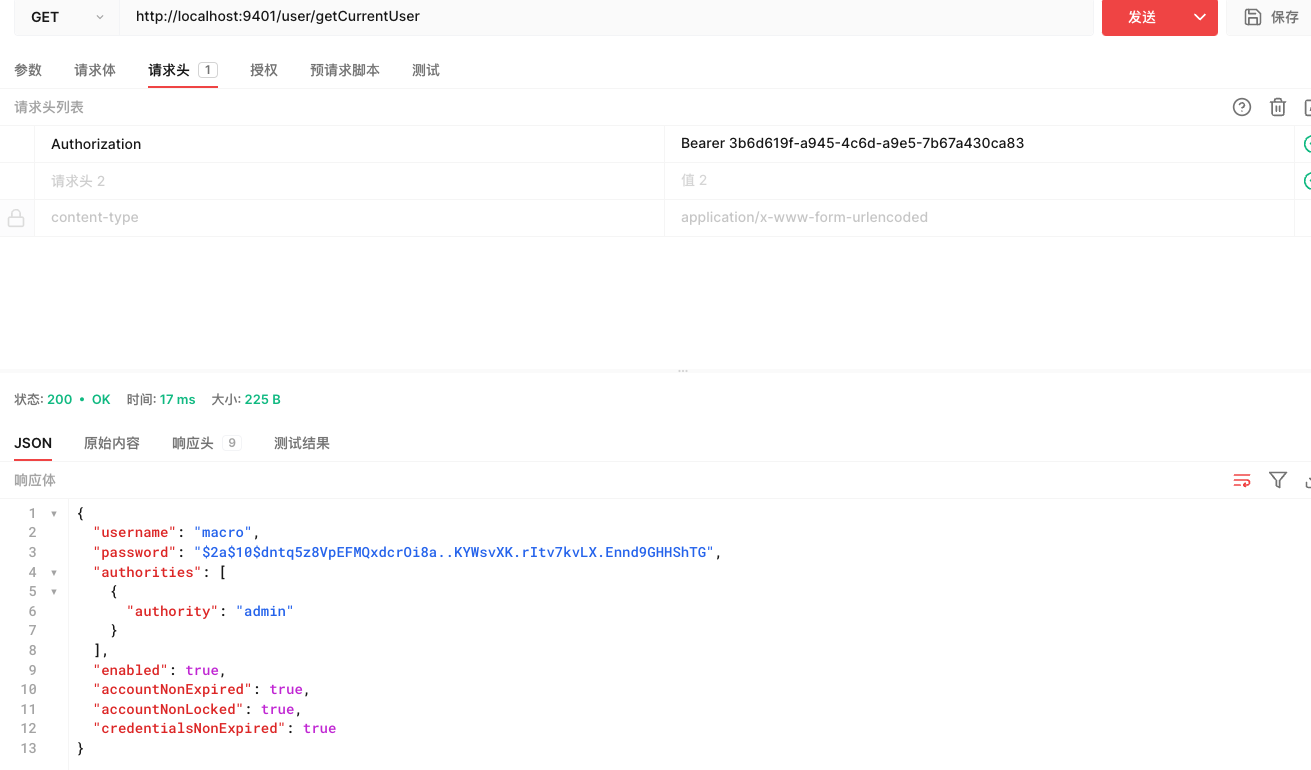 GET http://localhost:9401/user/getCurrentUser 发送 保存
参数 请求体 请求头 1 授权 预请求脚本 测试
请求头列表
Authorization Bearer 3b6d619f-a945-4c6d-a9e5-7b67a430ca83
请求头 2 值 2
content-type application/x-www-form-urlencoded
状态: 200 • OK 时间: 17 ms 大小: 225 B
JSON 原始内容 响应头 9 测试结果
响应体
1 {
2 "username": "macro",
3 "password": "$2a$10$dntq5z8VpEFMQxdcrOi8a..KYWsvXK.rItv7kvLX.Ennd9GHHShTG",
4 "authorities": [
5 {
6 "authority": "admin"
7 }
8 ],
9 "enabled": true,
10 "accountNonExpired": true,
11 "accountNonLocked": true,
12 "credentialsNonExpired": true
13 }